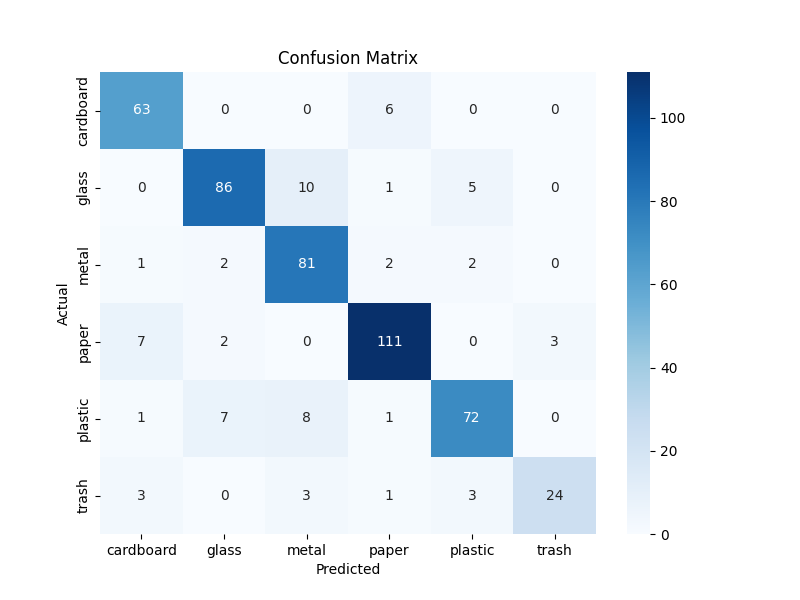 Confusion Matrix
Actual
cardboard 63 0 0 6 0 0
glass 0 86 10 1 5 0
metal 1 2 81 2 2 0
paper 7 2 0 111 0 3
plastic 1 7 8 1 72 0
trash 3 0 3 1 3 24
cardboard glass metal paper plastic trash
Predicted
100
80
60
40
20
0